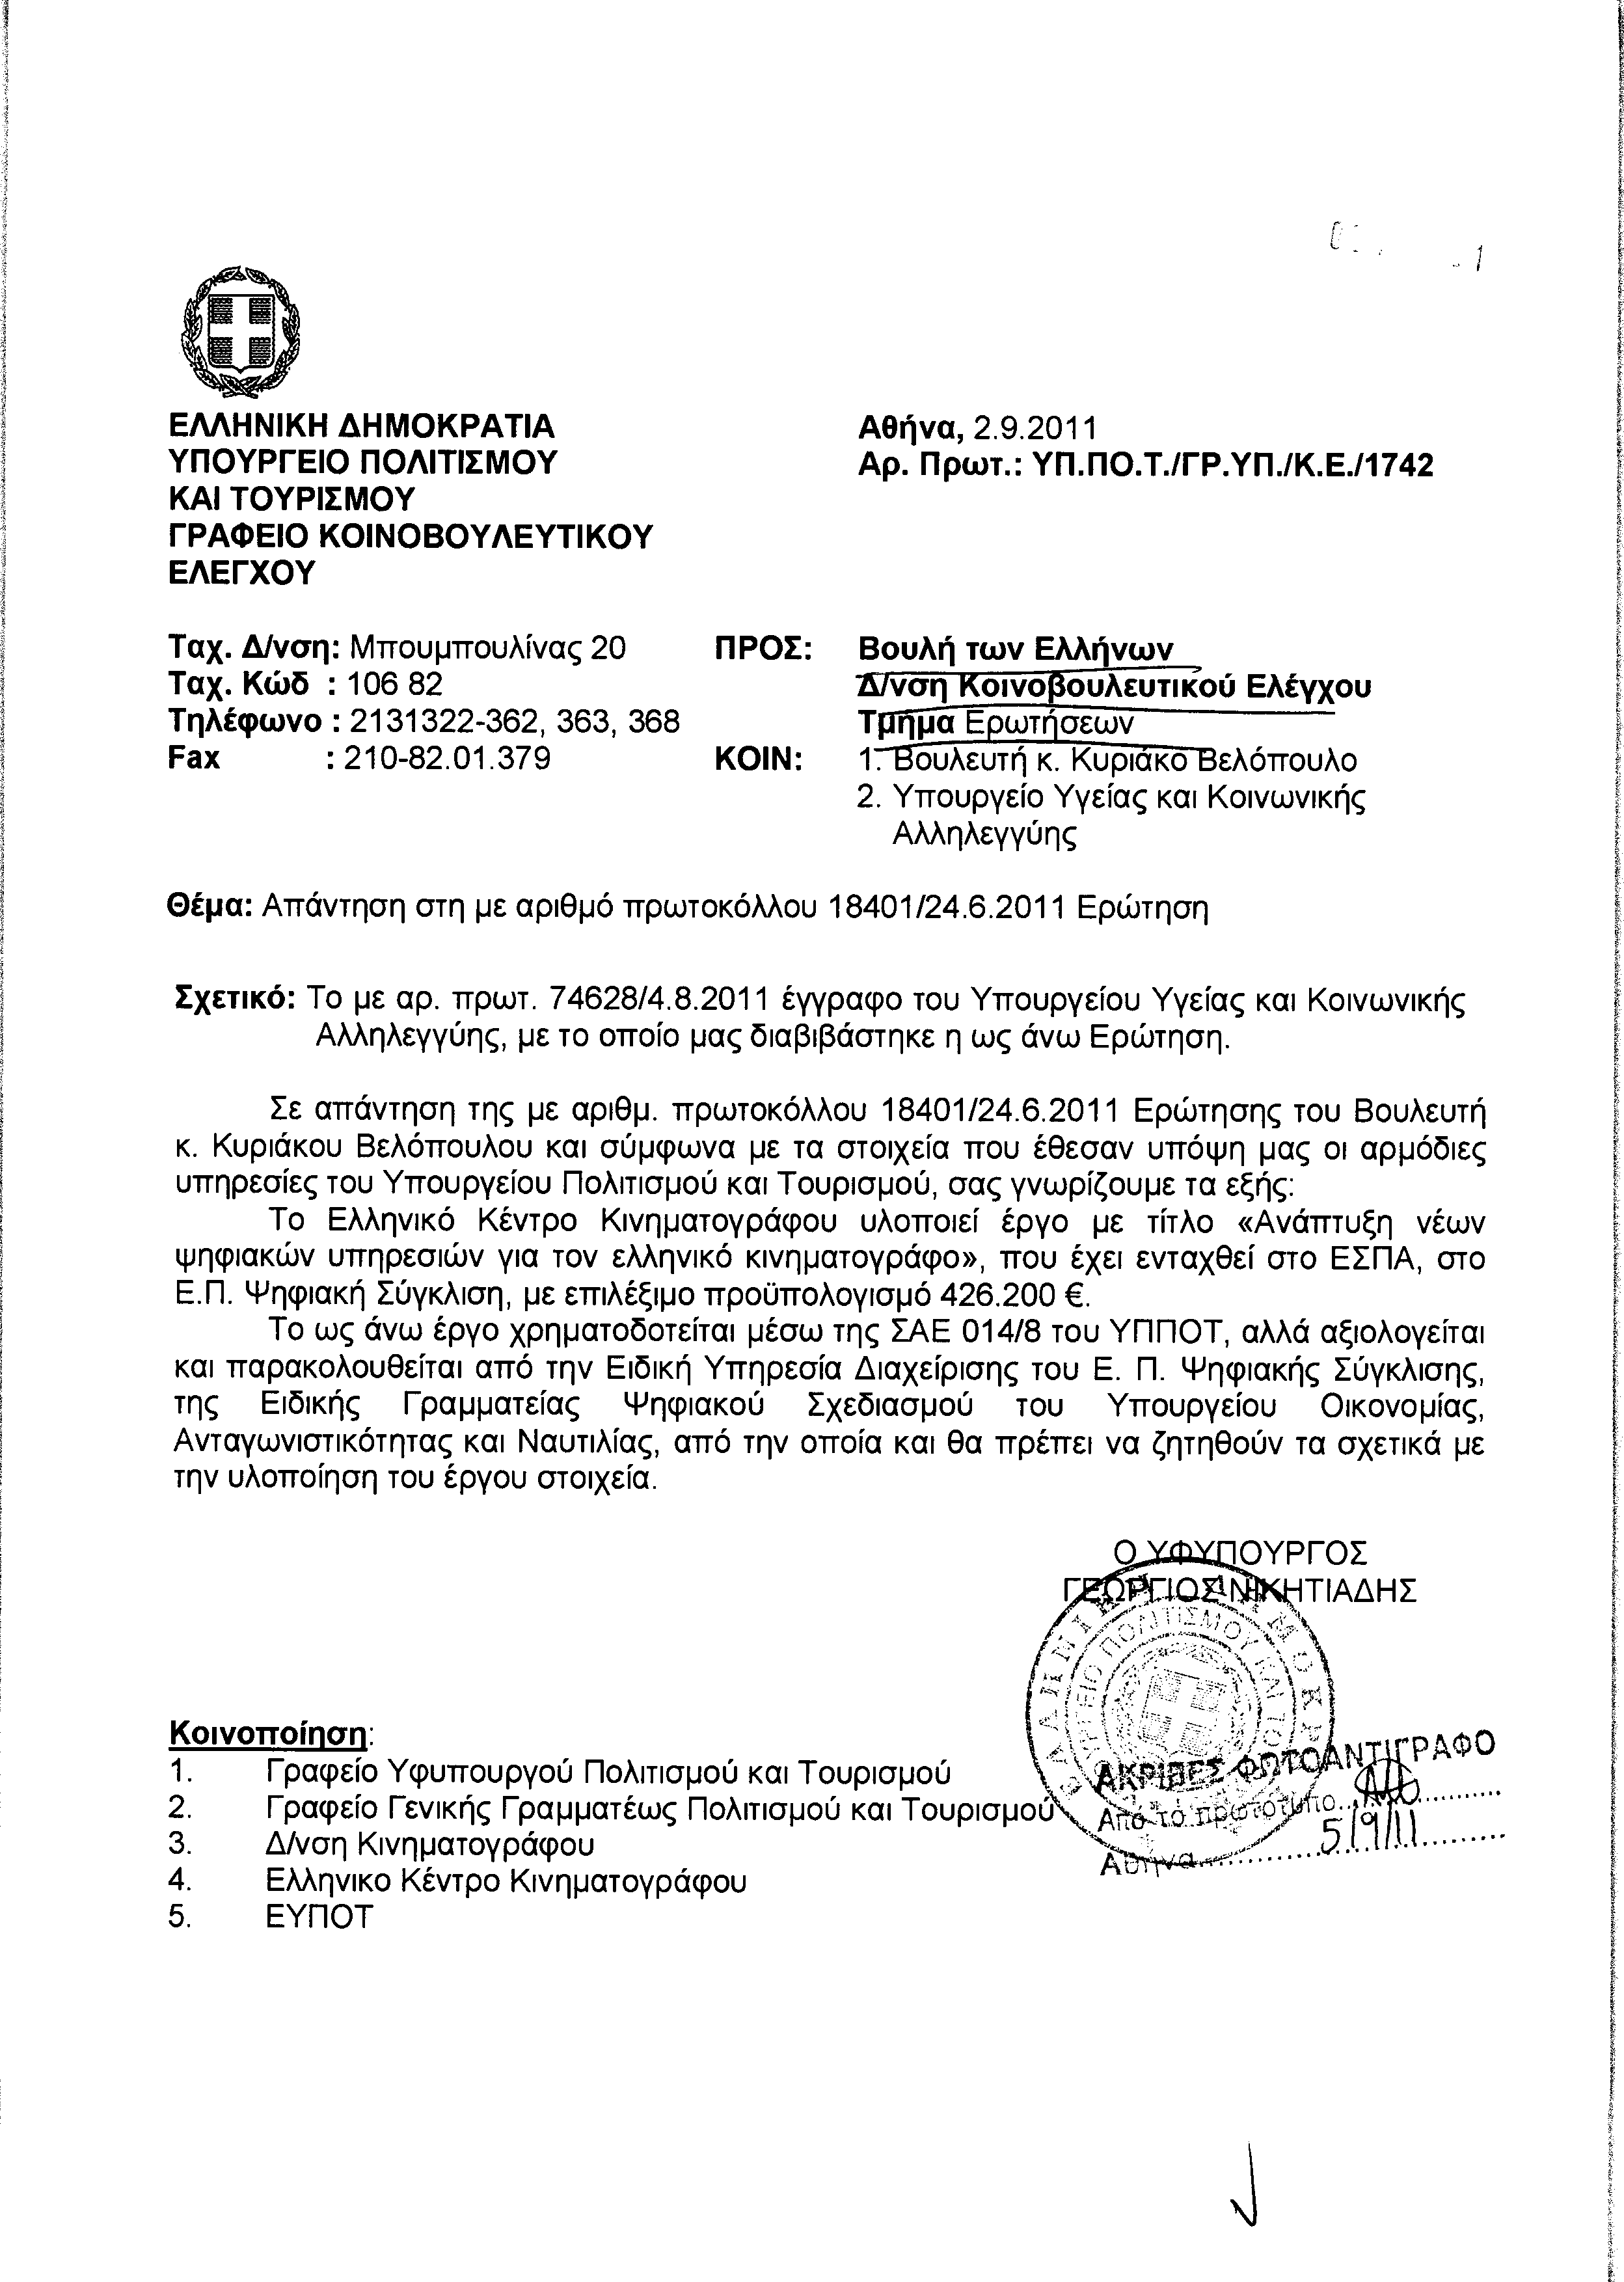 ΕΛΛΗΝΙΚΗ ΔΗΜΟΚΡΑΤΙΑ
ΥΠΟΥΡΓΕΙΟ ΠΟΛΙΤΙΣΜΟΥ
ΚΑΙ ΤΟΥΡΙΣΜΟΥ
ΓΡΑΦΕΙΟ ΚΟΙΝΟΒΟΥΛΕΥΤΙΚΟΥ
ΕΛΕΓΧΟΥ
Αθήνα, 2.9.2011
Αρ. Πρωτ.: ΥΠ.ΠΟ.Τ./ΓΡ.ΥΠ./Κ.Ε./1742
Ταχ. Δ/νση: Μπουμπουλίνας 20
Ταχ. Κώδ : 106 82
Τηλέφωνο : 2131322-362, 363, 368
Fax : 210-82.01.379
ΠΡΟΣ: Βουλή των Ελλήνων
Δ/νση Κοινοβουλευτικού Ελέγχου
Τμήμα Ερωτήσεων
ΚΟΙΝ: 1. Βουλευτή κ. Κυριάκο Βελόπουλο
2. Υπουργείο Υγείας και Κοινωνικής
Αλληλεγγύης
Θέμα: Απάντηση στη με αριθμό πρωτοκόλλου 18401/24.6.2011 Ερώτηση
Σχετικό: Το με αρ. πρωτ. 74628/4.8.2011 έγγραφο του Υπουργείου Υγείας και Κοινωνικής
Αλληλεγγύης, με το οποίο μας διαβιβάστηκε η ως άνω Ερώτηση.
Σε απάντηση της με αριθμ. πρωτοκόλλου 18401/24.6.2011 Ερώτησης του Βουλευτή
κ. Κυριάκου Βελόπουλου και σύμφωνα με τα στοιχεία που έθεσαν υπόψη μας οι αρμόδιες
υπηρεσίες του Υπουργείου Πολιτισμού και Τουρισμού, σας γνωρίζουμε τα εξής:
Το Ελληνικό Κέντρο Κινηματογράφου υλοποιεί έργο με τίτλο «Ανάπτυξη νέων
ψηφιακών υπηρεσιών για τον ελληνικό κινηματογράφο», που έχει ενταχθεί στο ΕΣΠΑ, στο
Ε.Π. Ψηφιακή Σύγκλιση, με επιλέξιμο προϋπολογισμό 426.200 €.
Το ως άνω έργο χρηματοδοτείται μέσω της ΣΑΕ 014/8 του ΥΠΠΟΤ, αλλά αξιολογείται
και παρακολουθείται από την Ειδική Υπηρεσία Διαχείρισης του Ε. Π. Ψηφιακής Σύγκλισης,
της Ειδικής Γραμματείας Ψηφιακού Σχεδιασμού του Υπουργείου Οικονομίας,
Ανταγωνιστικότητας και Ναυτιλίας, από την οποία και θα πρέπει να ζητηθούν τα σχετικά με
την υλοποίηση του έργου στοιχεία.
Ο ΥΦΥΠΟΥΡΓΟΣ
ΓΕΩΡΓΙΟΣ ΝΙΚΗΤΙΑΔΗΣ
ΑΚΡΙΒΕΣ ΦΩΤΟΑΝΤΙΓΡΑΦΟ
Από το πρωτότυπο
Αθήνα 5/9/11
Κοινοποίηση:
1. Γραφείο Υφυπουργού Πολιτισμού και Τουρισμού
2. Γραφείο Γενικής Γραμματέως Πολιτισμού και Τουρισμού
3. Δ/νση Κινηματογράφου
4. Ελληνικο Κέντρο Κινηματογράφου
5. ΕΥΠΟΤ